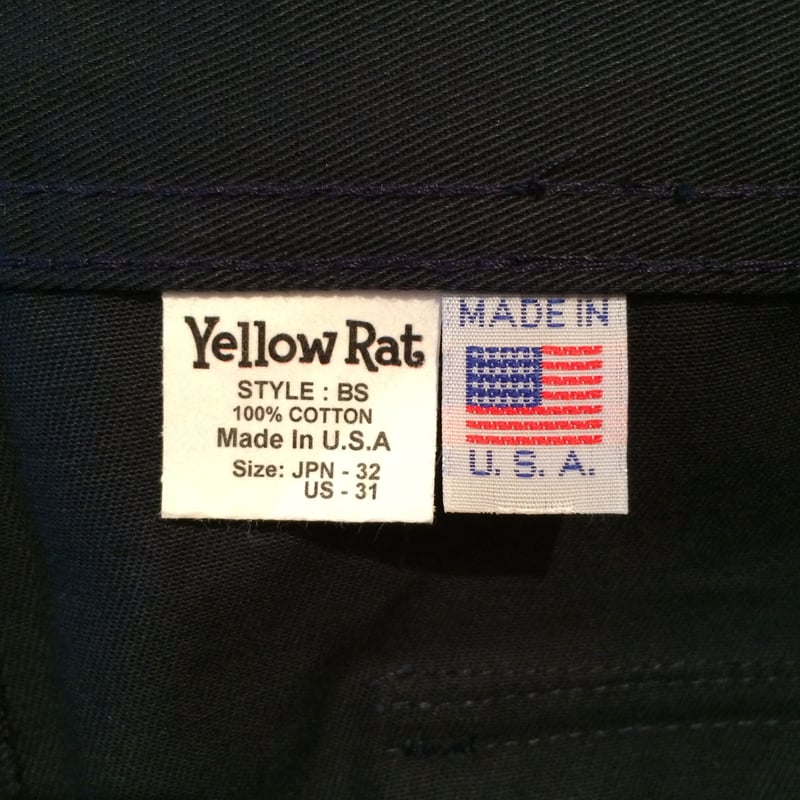 Yellow Rat
STYLE : BS
100% COTTON
Made In U.S.A
Size: JPN - 32
US - 31
MADE IN
U. S. A.